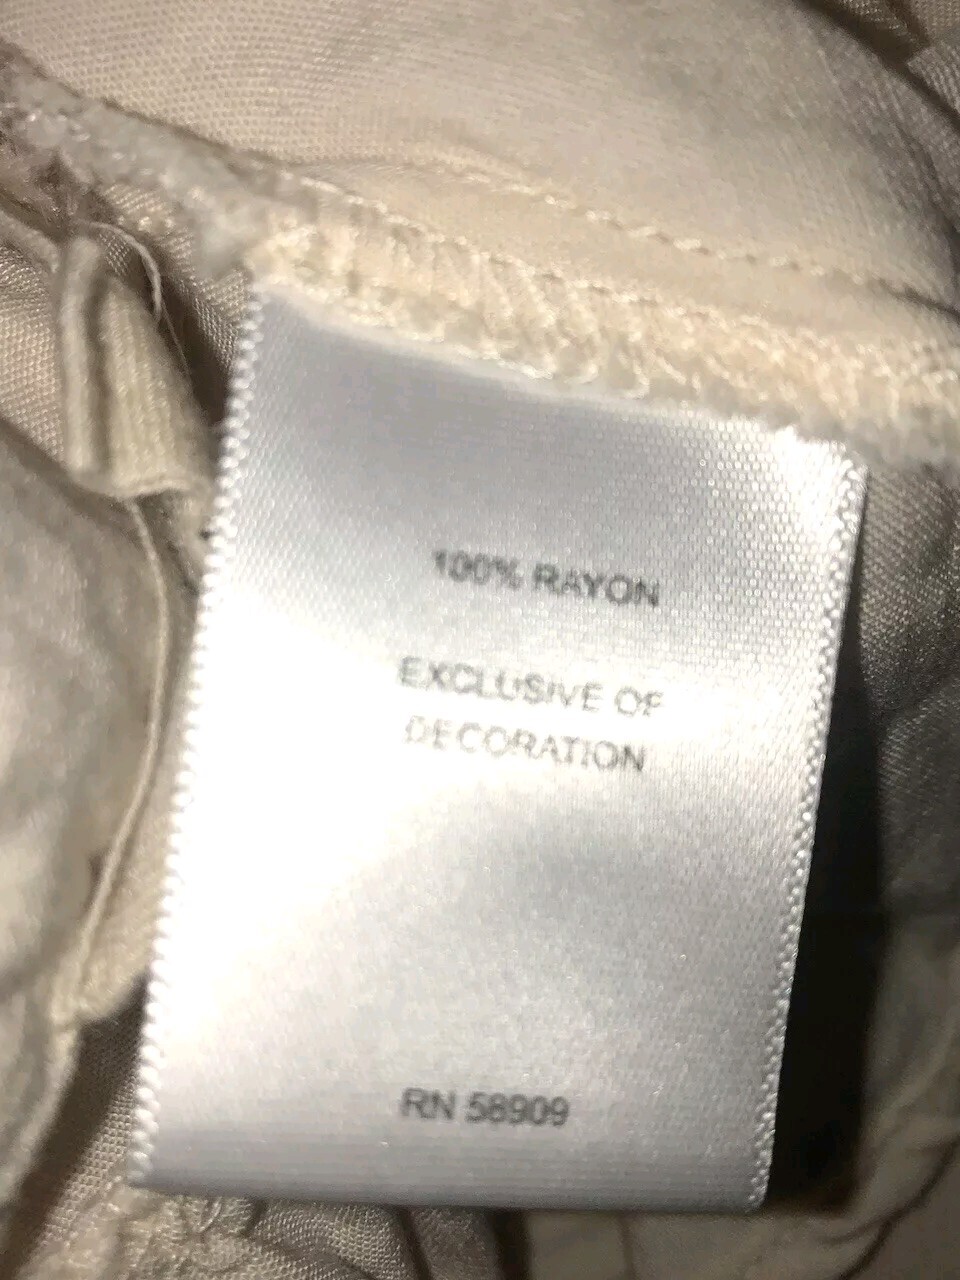 100% RAYON
EXCLUSIVE OF
DECORATION
RN 58909